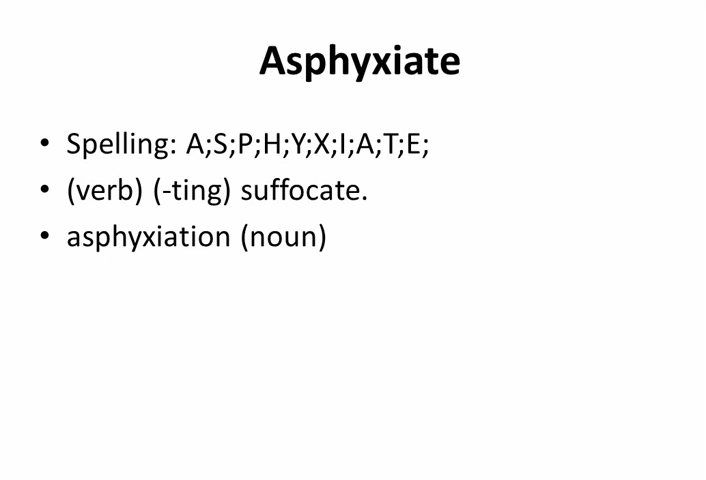 Asphyxiate
• Spelling: A;S;P;H;Y;X;I;A;T;E;
• (verb) (-ting) suffocate.
• asphyxiation (noun)